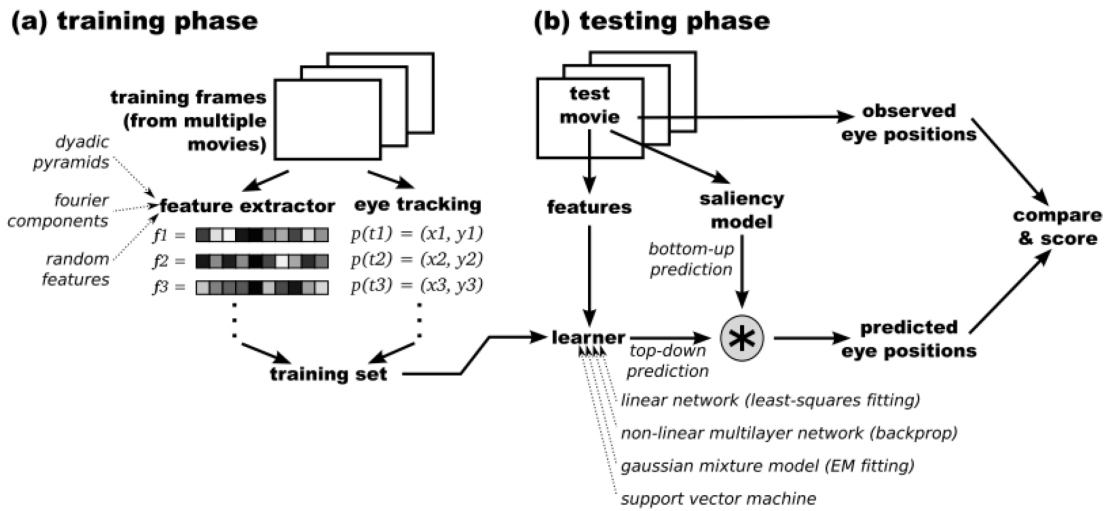 (a) training phase
training frames
(from multiple
movies)
dyadic
pyramids
fourier
components
random
features
feature extractor
f1 =
f2 =
f3 =
eye tracking
p(t1) = (x1, y1)
p(t2) = (x2, y2)
p(t3) = (x3, y3)
training set
(b) testing phase
test
movie
features
saliency
model
bottom-up
prediction
observed
eye positions
compare
& score
learner
top-down
prediction
*
predicted
eye positions
linear network (least-squares fitting)
non-linear multilayer network (backprop)
gaussian mixture model (EM fitting)
support vector machine